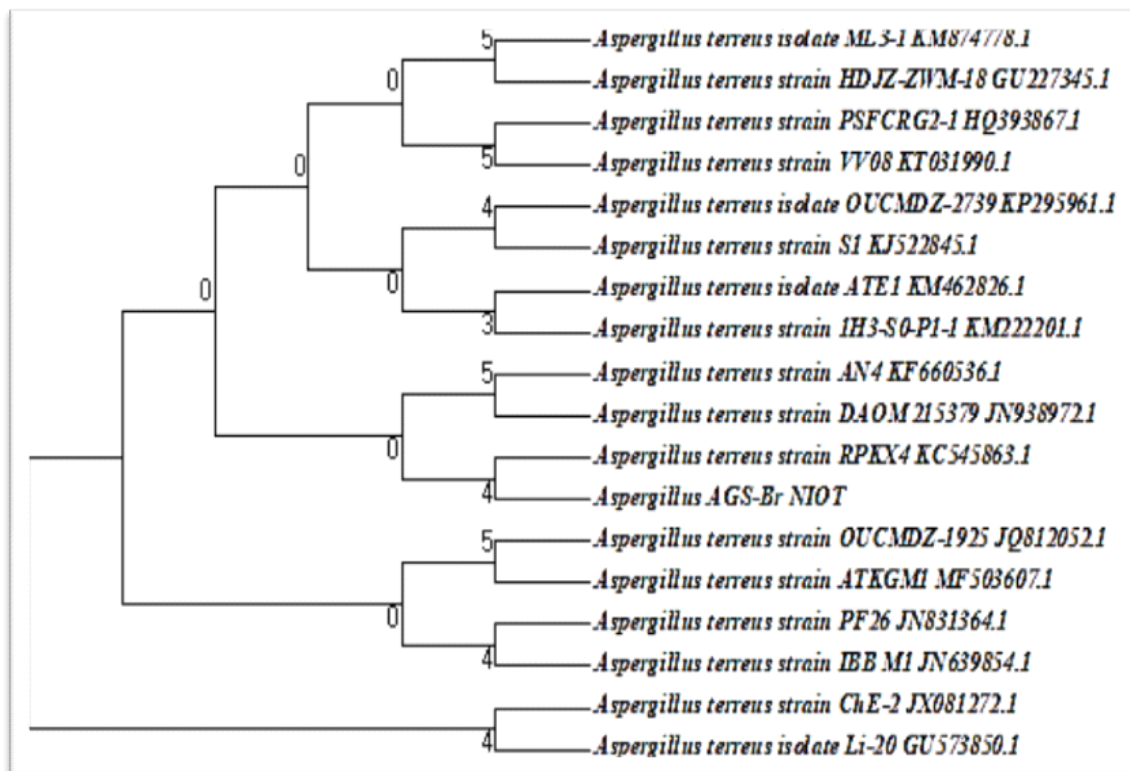 5
Aspergillus terreus isolate ML3-1 KM874778.1
0
Aspergillus terreus strain HDJZ-ZWM-18 GU227345.1
Aspergillus terreus strain PSFCRG2-1 HQ393867.1
0
5
Aspergillus terreus strain VV08 KT031990.1
4
Aspergillus terreus isolate OUCMDZ-2739 KP295961.1
Aspergillus terreus strain S1 KJ522845.1
0
0
Aspergillus terreus isolate ATE1 KM462826.1
3
Aspergillus terreus strain 1H3-S0-P1-1 KM222201.1
5
Aspergillus terreus strain AN4 KF660536.1
Aspergillus terreus strain DAOM 215379 JN938972.1
0
Aspergillus terreus strain RPKX4 KC545863.1
4
Aspergillus AGS-Br NIOT
5
Aspergillus terreus strain OUCMDZ-1925 JQ812052.1
Aspergillus terreus strain ATKGM1 MF503607.1
0
Aspergillus terreus strain PF26 JN831364.1
4
Aspergillus terreus strain IBB M1 JN639854.1
Aspergillus terreus strain ChE-2 JX081272.1
4
Aspergillus terreus isolate Li-20 GU573850.1